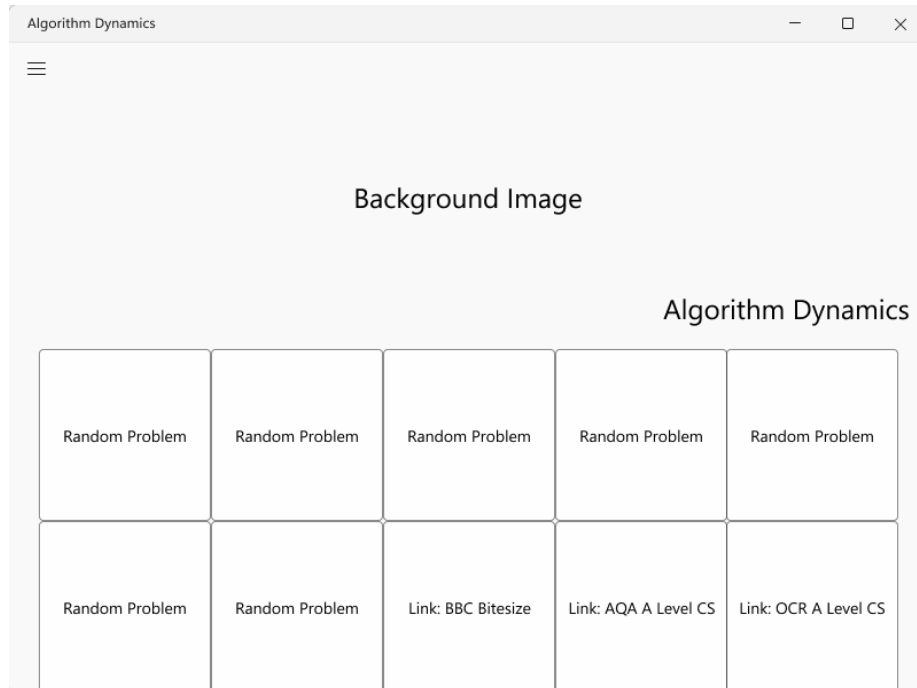 Algorithm Dynamics
Background Image
Algorithm Dynamics
Random Problem Random Problem Random Problem Random Problem Random Problem
Random Problem Random Problem Link: BBC Bitesize Link: AQA A Level CS Link: OCR A Level CS